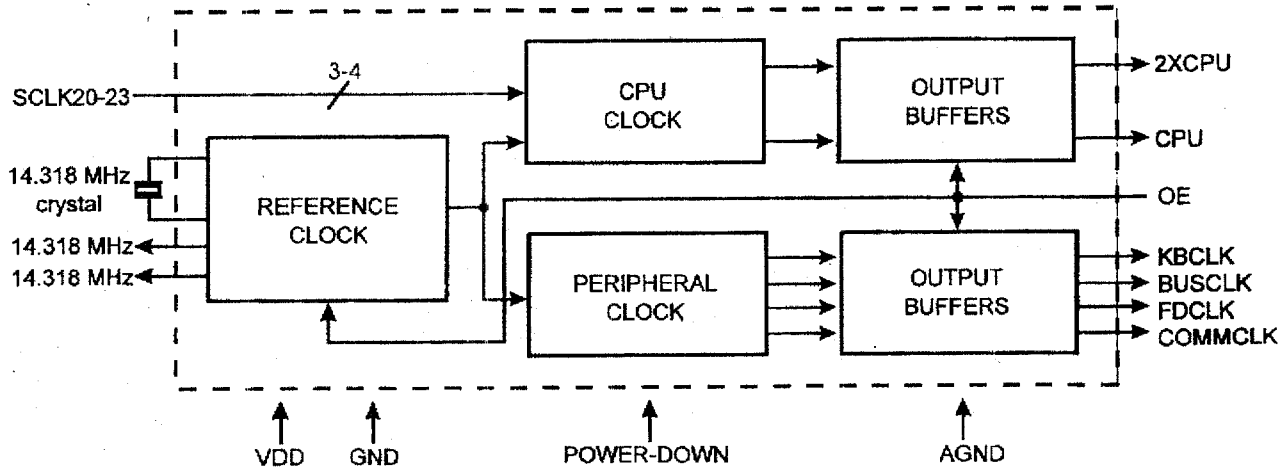 SCLK20-23
3-4
CPU
CLOCK
OUTPUT
BUFFERS
2XCPU
CPU
14.318 MHz
crystal
14.318 MHz
14.318 MHz
REFERENCE
CLOCK
OE
PERIPHERAL
CLOCK
OUTPUT
BUFFERS
KBCLK
BUSCLK
FDCLK
COMMCLK
VDD
GND
POWER-DOWN
AGND